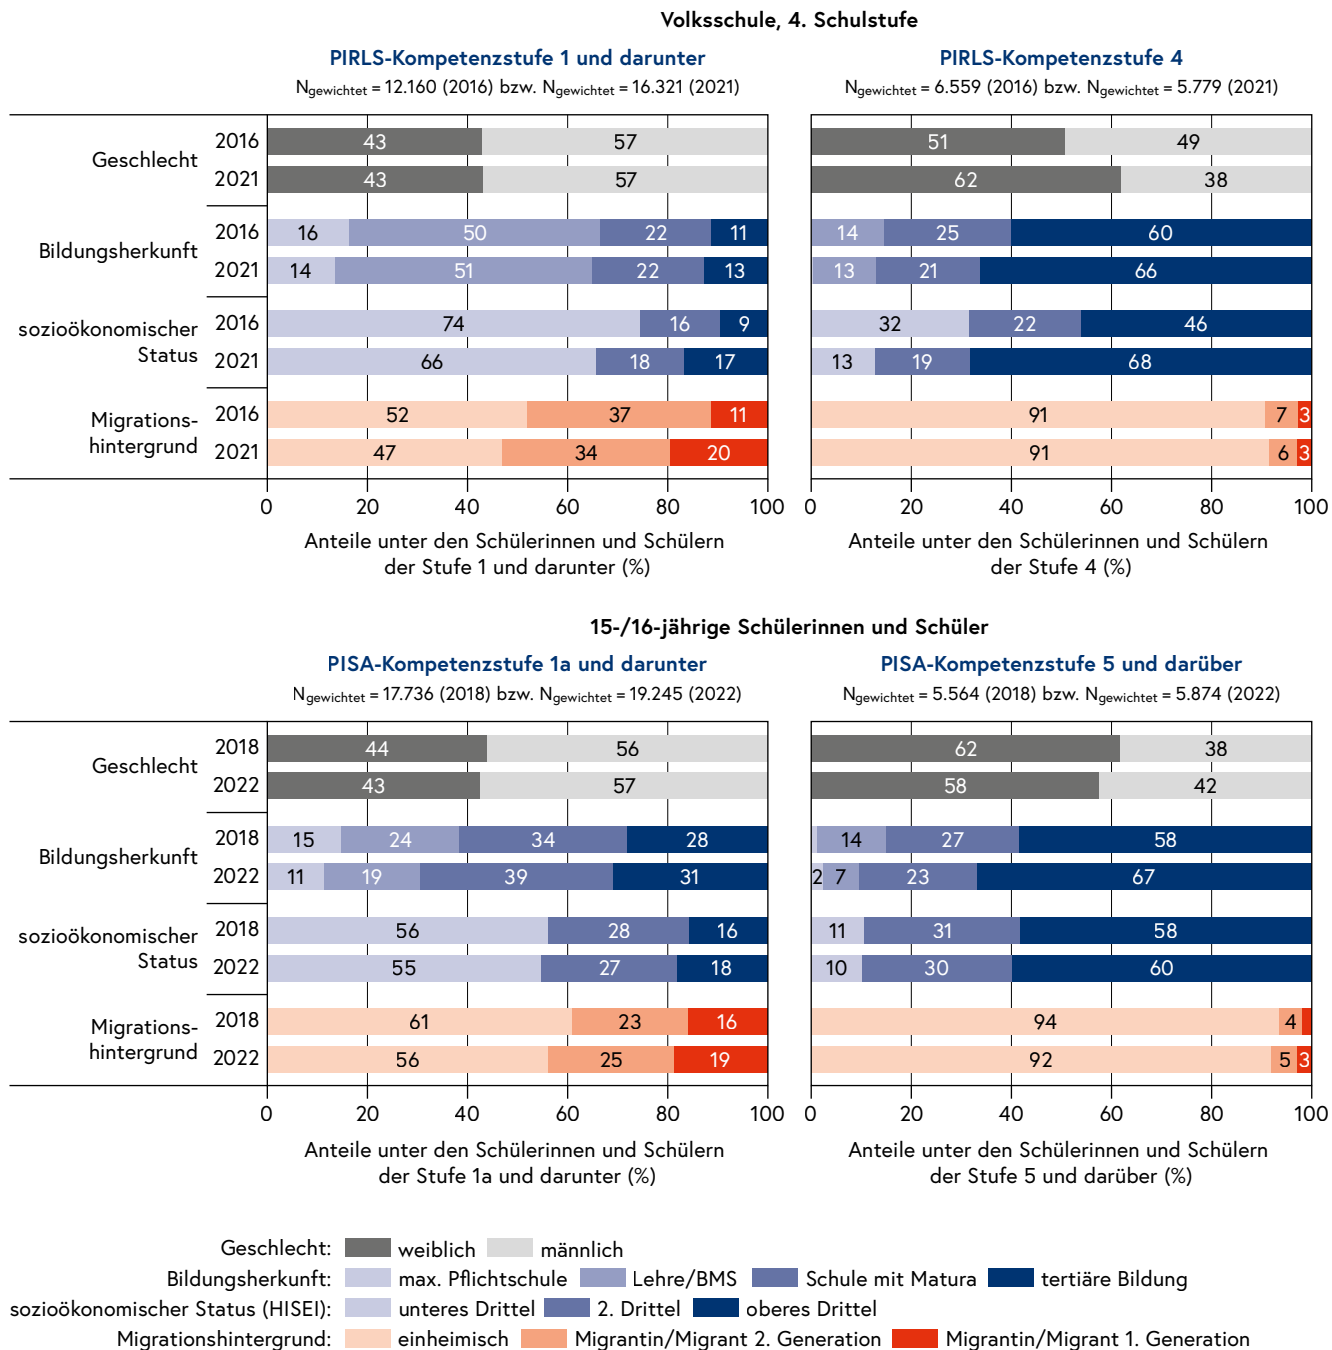 Volksschule, 4. Schulstufe
PIRLS-Kompetenzstufe 1 und darunter
Ngewichtet = 12.160 (2016) bzw. Ngewichtet = 16.321 (2021)
PIRLS-Kompetenzstufe 4
Ngewichtet = 6.559 (2016) bzw. Ngewichtet = 5.779 (2021)
Geschlecht
2016 43 57 51 49
2021 43 57 62 38
Bildungsherkunft
2016 16 50 22 11 14 25 60
2021 14 51 22 13 13 21 66
sozioökonomischer
Status
2016 74 16 9 32 22 46
2021 66 18 17 13 19 68
Migrations-
hintergrund
2016 52 37 11 91 7 3
2021 47 34 20 91 6 3
0 20 40 60 80 100
0 20 40 60 80 100
Anteile unter den Schülerinnen und Schülern
der Stufe 1 und darunter (%)
Anteile unter den Schülerinnen und Schülern
der Stufe 4 (%)
15-/16-jährige Schülerinnen und Schüler
PISA-Kompetenzstufe 1a und darunter
Ngewichtet = 17.736 (2018) bzw. Ngewichtet = 19.245 (2022)
PISA-Kompetenzstufe 5 und darüber
Ngewichtet = 5.564 (2018) bzw. Ngewichtet = 5.874 (2022)
Geschlecht
2018 44 56 62 38
2022 43 57 58 42
Bildungsherkunft
2018 15 24 34 28 14 27 58
2022 11 19 39 31 2 7 23 67
sozioökonomischer
Status
2018 56 28 16 11 31 58
2022 55 27 18 10 30 60
Migrations-
hintergrund
2018 61 23 16 94 4
2022 56 25 19 92 5 3
0 20 40 60 80 100
0 20 40 60 80 100
Anteile unter den Schülerinnen und Schülern
der Stufe 1a und darunter (%)
Anteile unter den Schülerinnen und Schülern
der Stufe 5 und darüber (%)
Geschlecht: weiblich männlich
Bildungsherkunft: max. Pflichtschule Lehre/BMS Schule mit Matura tertiäre Bildung
sozioökonomischer Status (HISEI): unteres Drittel 2. Drittel oberes Drittel
Migrationshintergrund: einheimisch Migrantin/Migrant 2. Generation Migrantin/Migrant 1. Generation